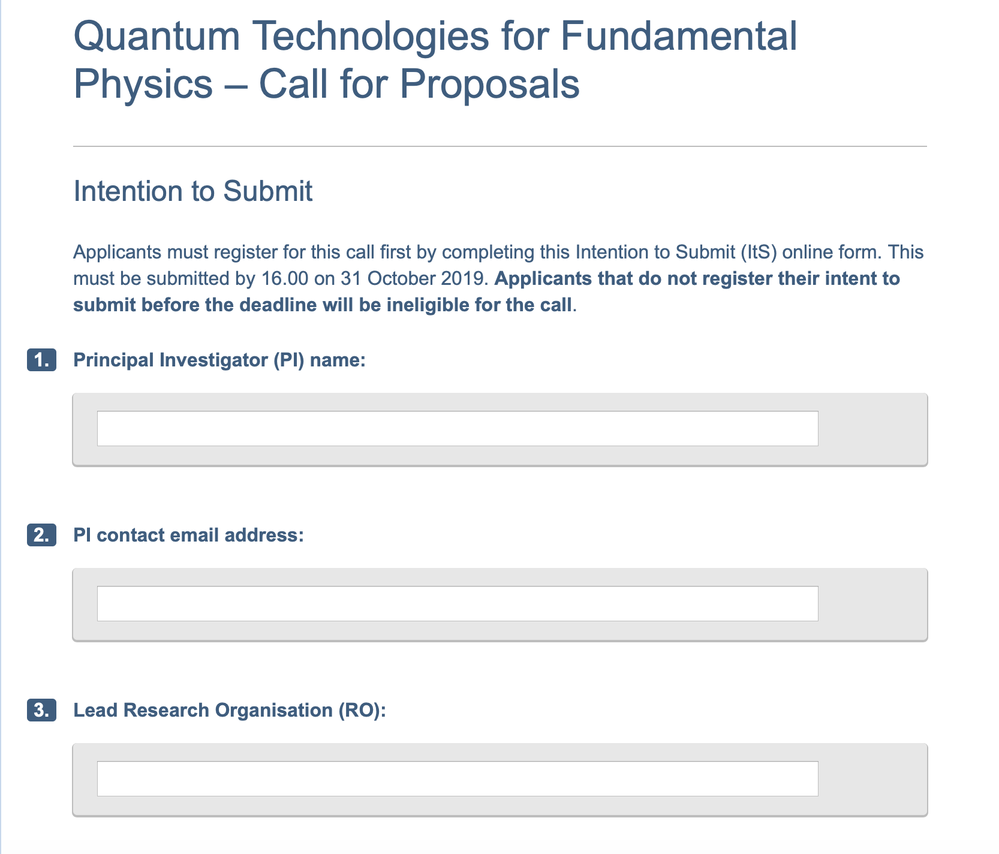 Quantum Technologies for Fundamental
Physics – Call for Proposals
Intention to Submit
Applicants must register for this call first by completing this Intention to Submit (ItS) online form. This
must be submitted by 16.00 on 31 October 2019. Applicants that do not register their intent to
submit before the deadline will be ineligible for the call.
1. Principal Investigator (PI) name:
2. PI contact email address:
3. Lead Research Organisation (RO):